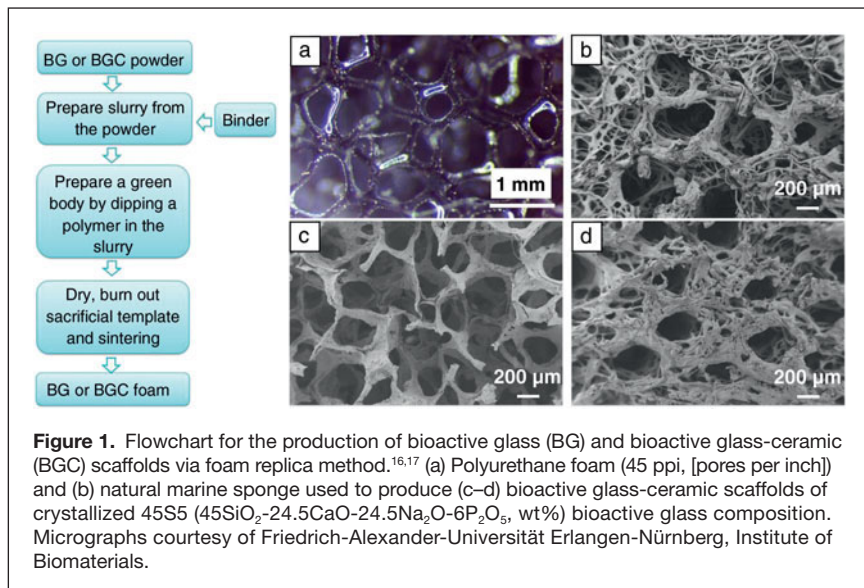 BG or BGC powder
Prepare slurry from
the powder
Binder
Prepare a green
body by dipping a
polymer in the
slurry
Dry, burn out
sacrificial template
and sintering
BG or BGC foam
a
1 mm
b
200 µm
c
200 µm
d
200 µm
Figure 1. Flowchart for the production of bioactive glass (BG) and bioactive glass-ceramic
(BGC) scaffolds via foam replica method.¹⁶,¹⁷ (a) Polyurethane foam (45 ppi, [pores per inch])
and (b) natural marine sponge used to produce (c–d) bioactive glass-ceramic scaffolds of
crystallized 45S5 (45SiO₂-24.5CaO-24.5Na₂O-6P₂O₅, wt%) bioactive glass composition.
Micrographs courtesy of Friedrich-Alexander-Universität Erlangen-Nürnberg, Institute of
Biomaterials.